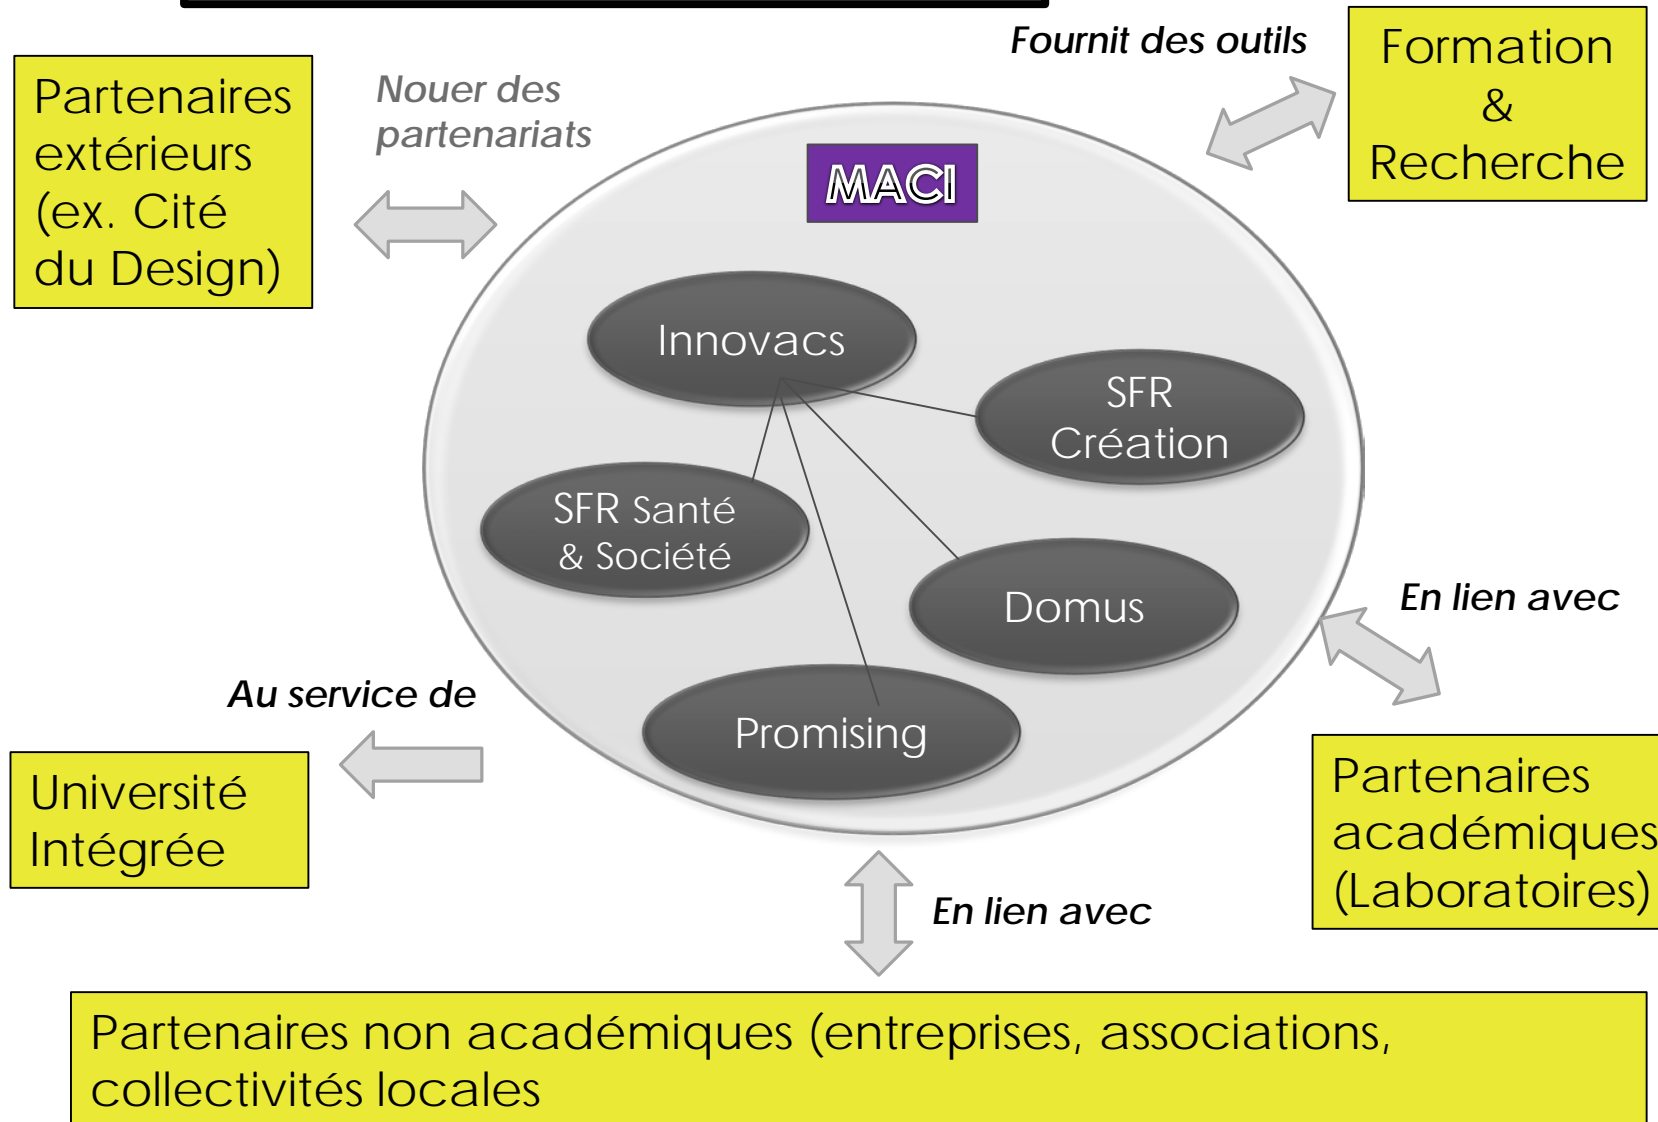 Fournit des outils
Formation
&
Recherche
Partenaires
extérieurs
(ex. Cité
du Design)
Nouer des
partenariats
MACI
Innovacs
SFR
Création
SFR Santé
& Société
Domus
En lien avec
Au service de
Promising
Université
Intégrée
Partenaires
académiques
(Laboratoires)
En lien avec
Partenaires non académiques (entreprises, associations,
collectivités locales